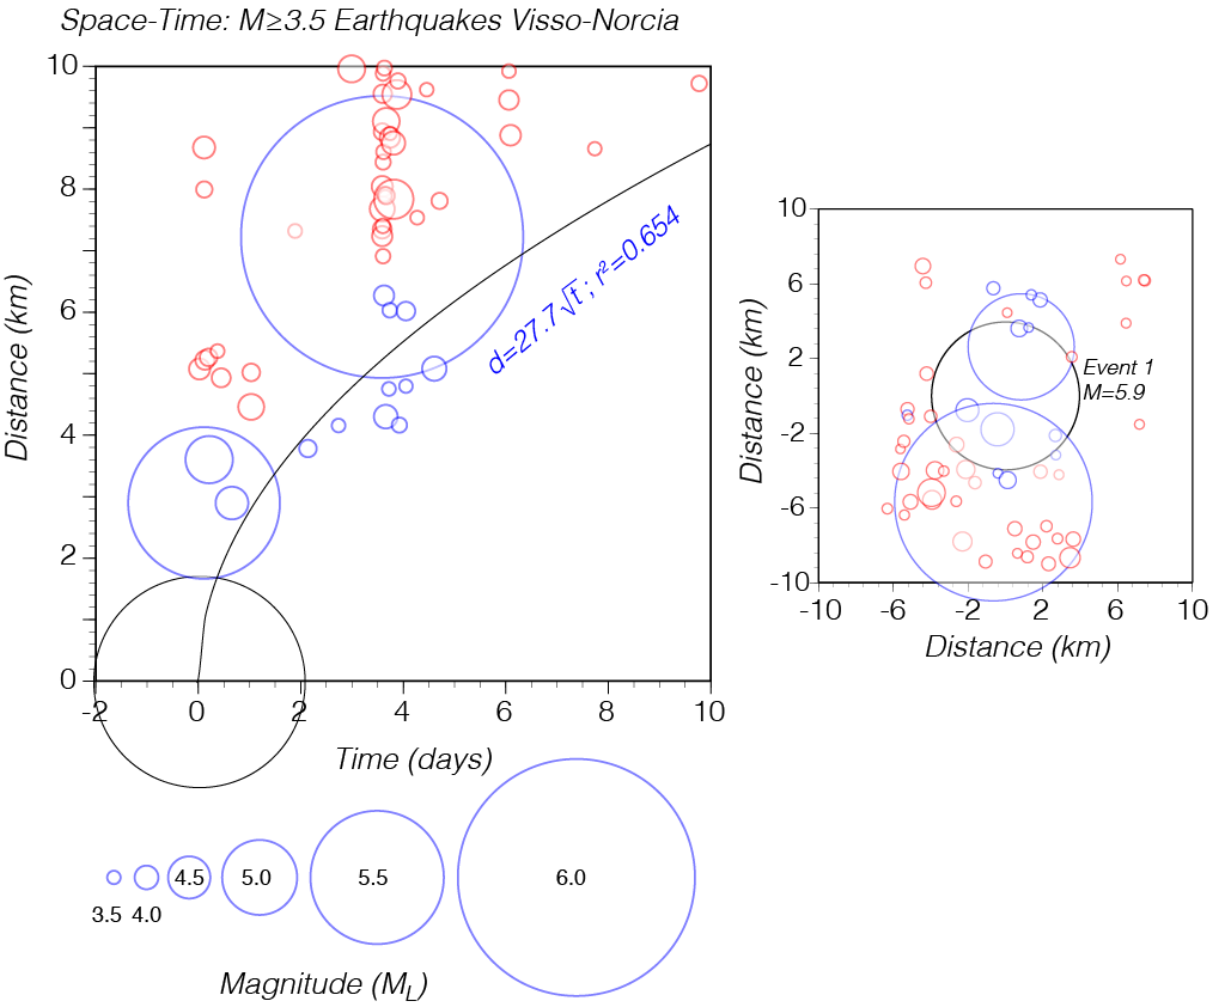 Space-Time: M≥3.5 Earthquakes Visso-Norcia
10
8
6
4
2
0
Distance (km)
-2 0 2 4 6 8 10
Time (days)
d=27.7√t ; r²=0.654
10
6
2
-2
-6
-10
Distance (km)
Event 1
M=5.9
-10 -6 -2 2 6 10
Distance (km)
4.5 5.0 5.5 6.0
3.5 4.0
Magnitude (M_L)